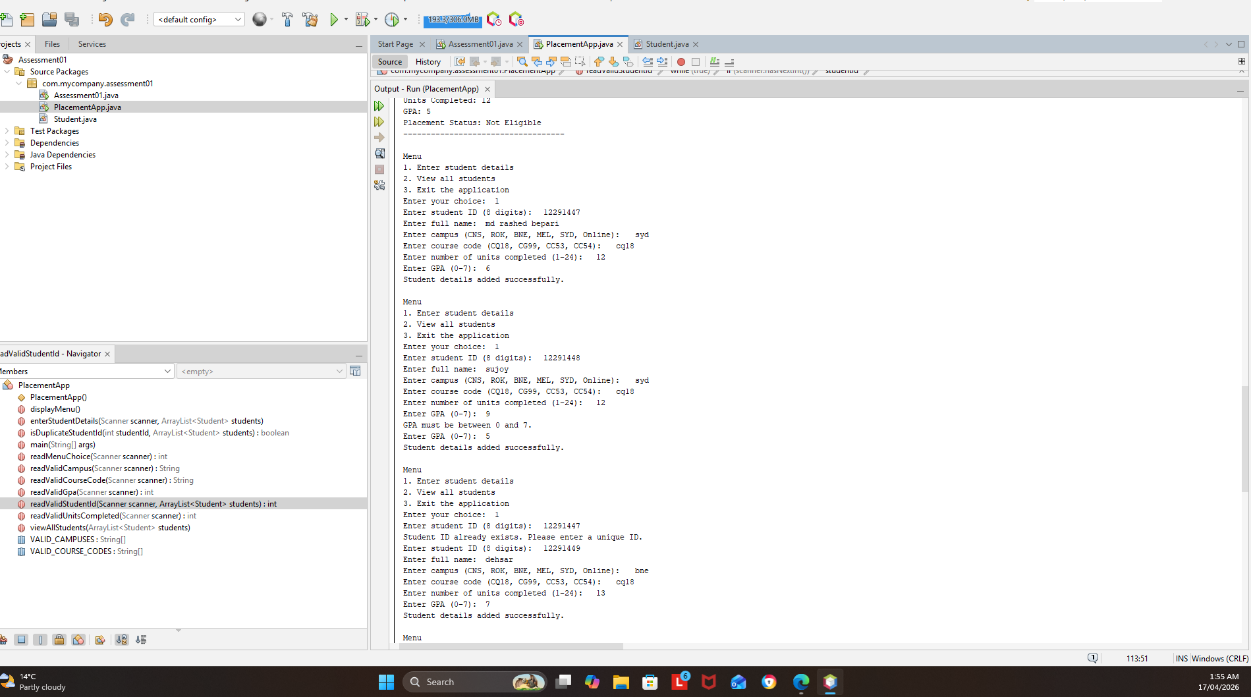 <default config>
193.2/306.0MB
Projects
Files
Services
Assessment01
Source Packages
com.mycompany.assessment01
Assessment01.java
PlacementApp.java
Student.java
Test Packages
Dependencies
Java Dependencies
Project Files
readValidStudentId - Navigator
Members
<empty>
PlacementApp
PlacementApp()
displayMenu()
enterStudentDetails(Scanner scanner, ArrayList<Student> students)
isDuplicateStudentId(int studentId, ArrayList<Student> students) : boolean
main(String[] args)
readMenuChoice(Scanner scanner) : int
readValidCampus(Scanner scanner) : String
readValidCourseCode(Scanner scanner) : String
readValidGpa(Scanner scanner) : int
readValidStudentId(Scanner scanner, ArrayList<Student> students) : int
readValidUnitsCompleted(Scanner scanner) : int
viewAllStudents(ArrayList<Student> students)
VALID_CAMPUSES : String[]
VALID_COURSE_CODES : String[]
Start Page
Assessment01.java
PlacementApp.java
Student.java
Source
History
com.mycompany.assessment01.PlacementApp
readValidStudentId
while (true)
if (scanner.hasNextInt())
studentId
Output - Run (PlacementApp)
Units Completed: 12
GPA: 5
Placement Status: Not Eligible
-----------------------------------
Menu
1. Enter student details
2. View all students
3. Exit the application
Enter your choice: 1
Enter student ID (8 digits): 12291447
Enter full name: md rashed bepari
Enter campus (CNS, ROK, BNE, MEL, SYD, Online): syd
Enter course code (CQ18, CG99, CC53, CC54): cq18
Enter number of units completed (1-24): 12
Enter GPA (0-7): 6
Student details added successfully.
Menu
1. Enter student details
2. View all students
3. Exit the application
Enter your choice: 1
Enter student ID (8 digits): 12291448
Enter full name: sujoy
Enter campus (CNS, ROK, BNE, MEL, SYD, Online): syd
Enter course code (CQ18, CG99, CC53, CC54): cq18
Enter number of units completed (1-24): 12
Enter GPA (0-7): 9
GPA must be between 0 and 7.
Enter GPA (0-7): 5
Student details added successfully.
Menu
1. Enter student details
2. View all students
3. Exit the application
Enter your choice: 1
Enter student ID (8 digits): 12291447
Student ID already exists. Please enter a unique ID.
Enter student ID (8 digits): 12291449
Enter full name: dehsar
Enter campus (CNS, ROK, BNE, MEL, SYD, Online): bne
Enter course code (CQ18, CG99, CC53, CC54): cq18
Enter number of units completed (1-24): 13
Enter GPA (0-7): 7
Student details added successfully.
Menu
1
113:51
INS
Windows (CRLF)
14°C
Partly cloudy
Search
6
1:55 AM
17/04/2026